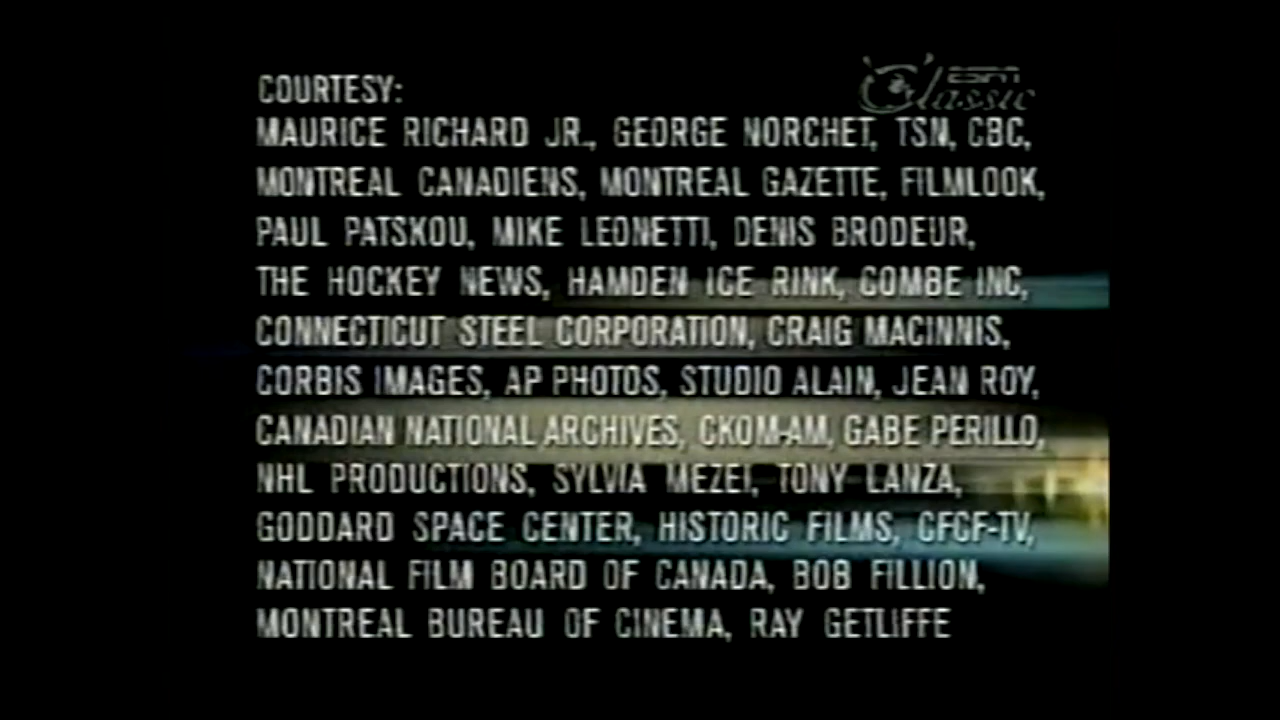 ESPN
Classic
COURTESY:
MAURICE RICHARD JR., GEORGE NORCHET, TSN, CBC,
MONTREAL CANADIENS, MONTREAL GAZETTE, FILMLOOK,
PAUL PATSKOU, MIKE LEONETTI, DENIS BRODEUR,
THE HOCKEY NEWS, HAMDEN ICE RINK, COMBE INC,
CONNECTICUT STEEL CORPORATION, CRAIG MACINNIS,
CORBIS IMAGES, AP PHOTOS, STUDIO ALAIN, JEAN ROY,
CANADIAN NATIONAL ARCHIVES, CKOM-AM, GABE PERILLO,
NHL PRODUCTIONS, SYLVIA MEZEI, TONY LANZA,
GODDARD SPACE CENTER, HISTORIC FILMS, CFCF-TV,
NATIONAL FILM BOARD OF CANADA, BOB FILLION,
MONTREAL BUREAU OF CINEMA, RAY GETLIFFE